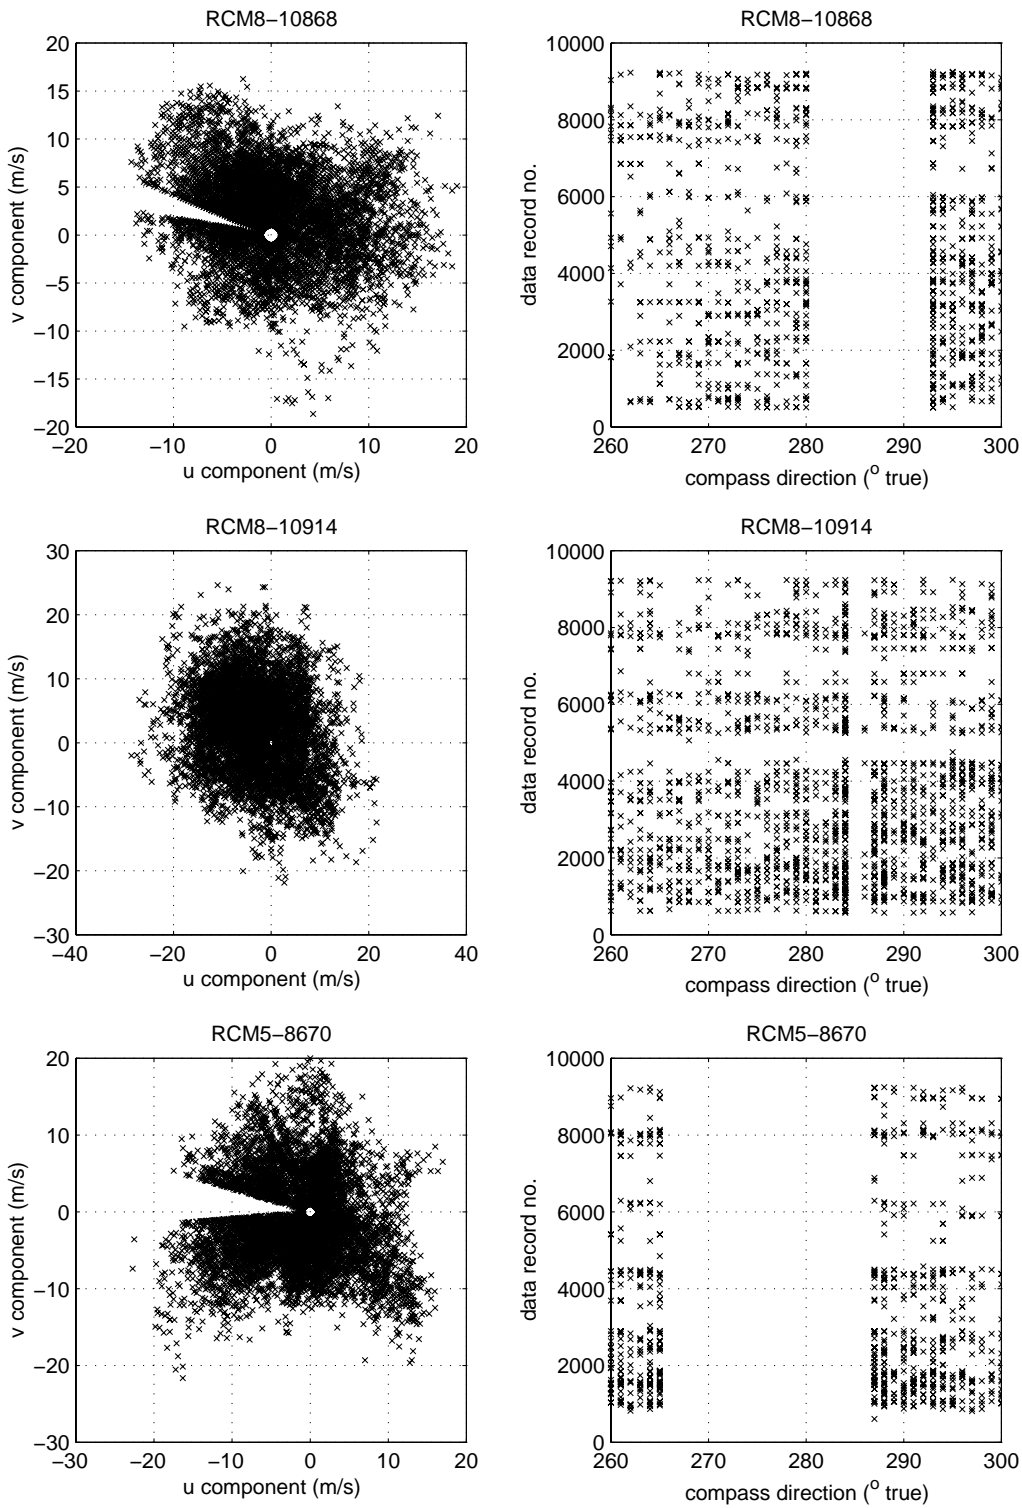 RCM8−10868
20
15
10
5
0
−5
−10
−15
−20
−20 −10 0 10 20
u component (m/s)
v component (m/s)
RCM8−10868
10000
8000
6000
4000
2000
0
260 270 280 290 300
compass direction (o true)
data record no.
RCM8−10914
30
20
10
0
−10
−20
−30
−40 −20 0 20 40
u component (m/s)
v component (m/s)
RCM8−10914
10000
8000
6000
4000
2000
0
260 270 280 290 300
compass direction (o true)
data record no.
RCM5−8670
20
10
0
−10
−20
−30
−30 −20 −10 0 10 20
u component (m/s)
v component (m/s)
RCM5−8670
10000
8000
6000
4000
2000
0
260 270 280 290 300
compass direction (o true)
data record no.